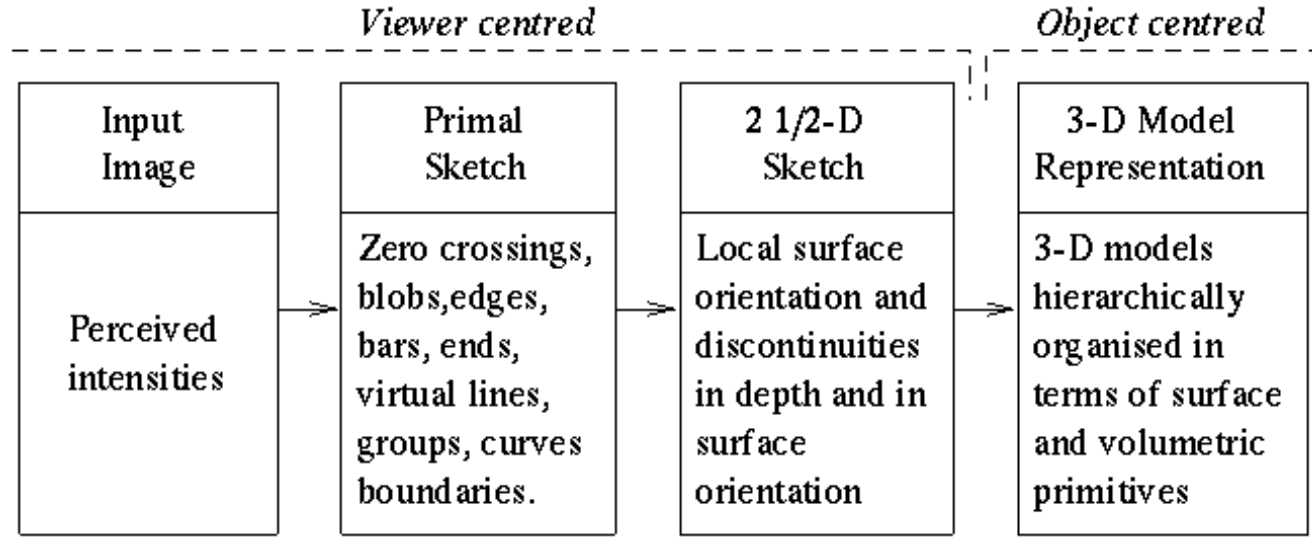 Viewer centred
Object centred
Input
Image
Perceived
intensities
Primal
Sketch
Zero crossings,
blobs,edges,
bars, ends,
virtual lines,
groups, curves
boundaries.
2 1/2-D
Sketch
Local surface
orientation and
discontinuities
in depth and in
surface
orientation
3-D Model
Representation
3-D models
hierarchically
organised in
terms of surface
and volumetric
primitives